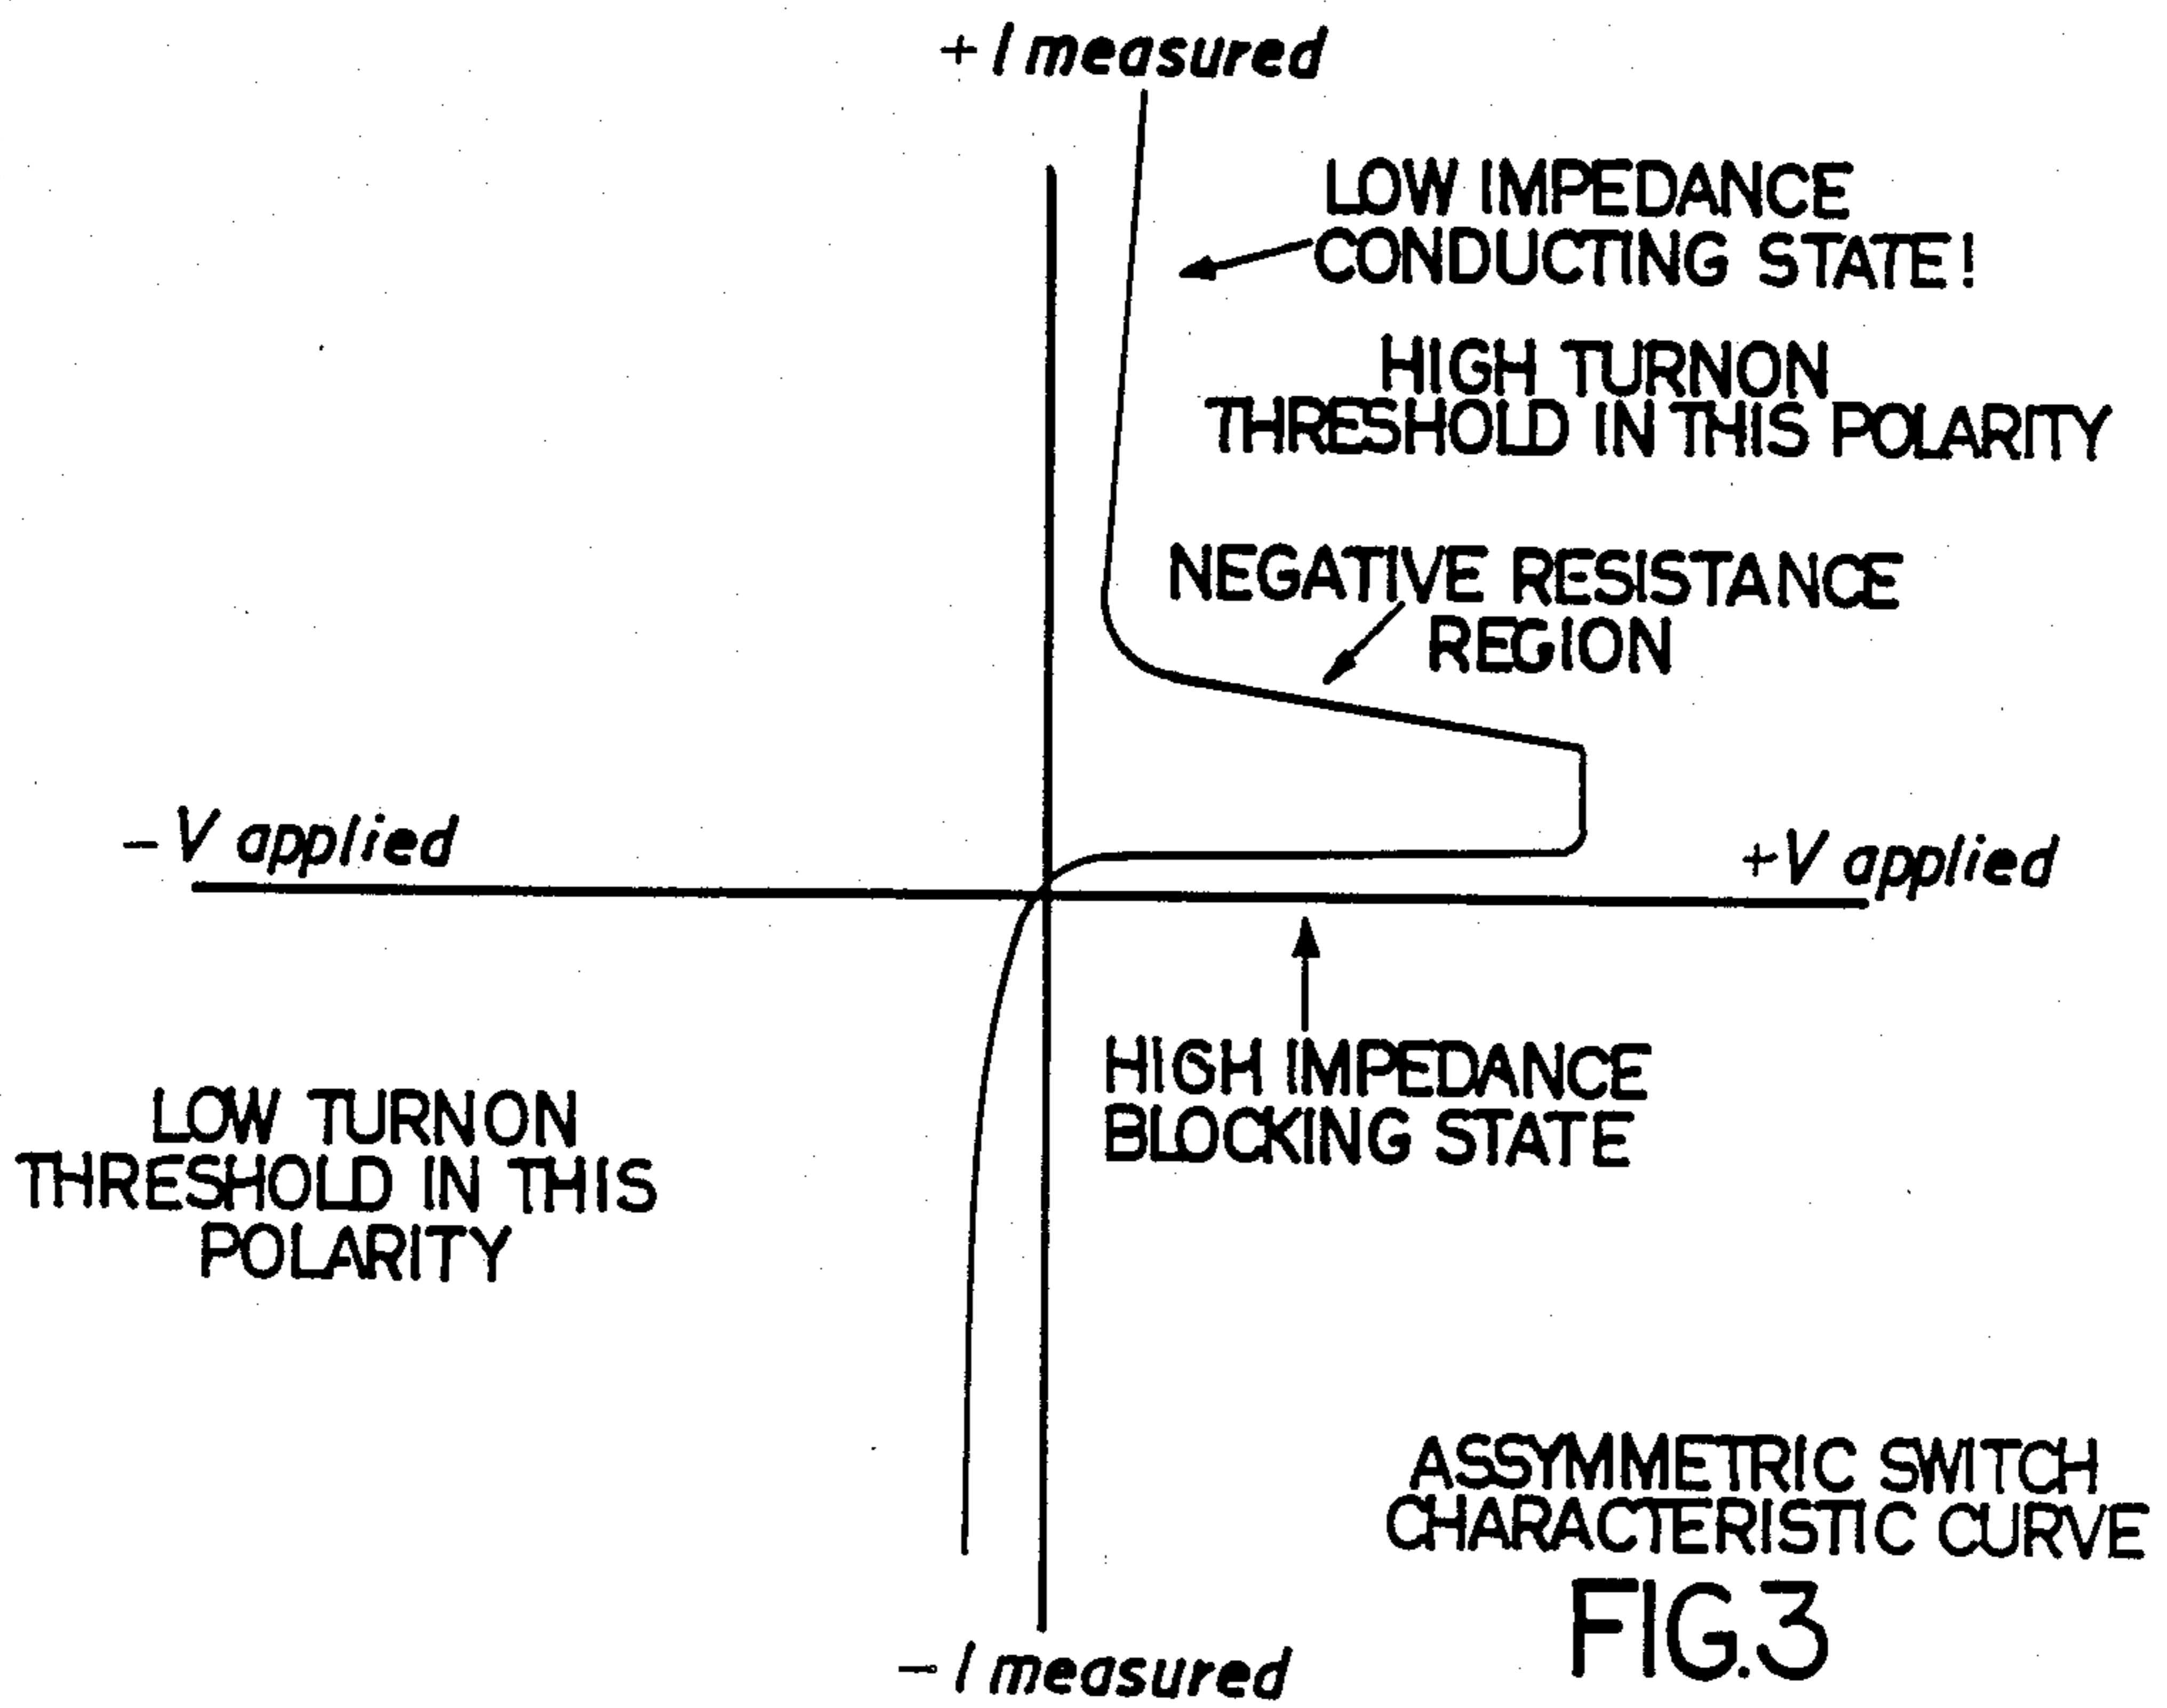 + I measured
LOW IMPEDANCE
CONDUCTING STATE!
HIGH TURNON
THRESHOLD IN THIS POLARITY
NEGATIVE RESISTANCE
REGION
- V applied
+V applied
HIGH IMPEDANCE
BLOCKING STATE
LOW TURNON
THRESHOLD IN THIS
POLARITY
ASSYMMETRIC SWITCH
CHARACTERISTIC CURVE
FIG.3
- I measured